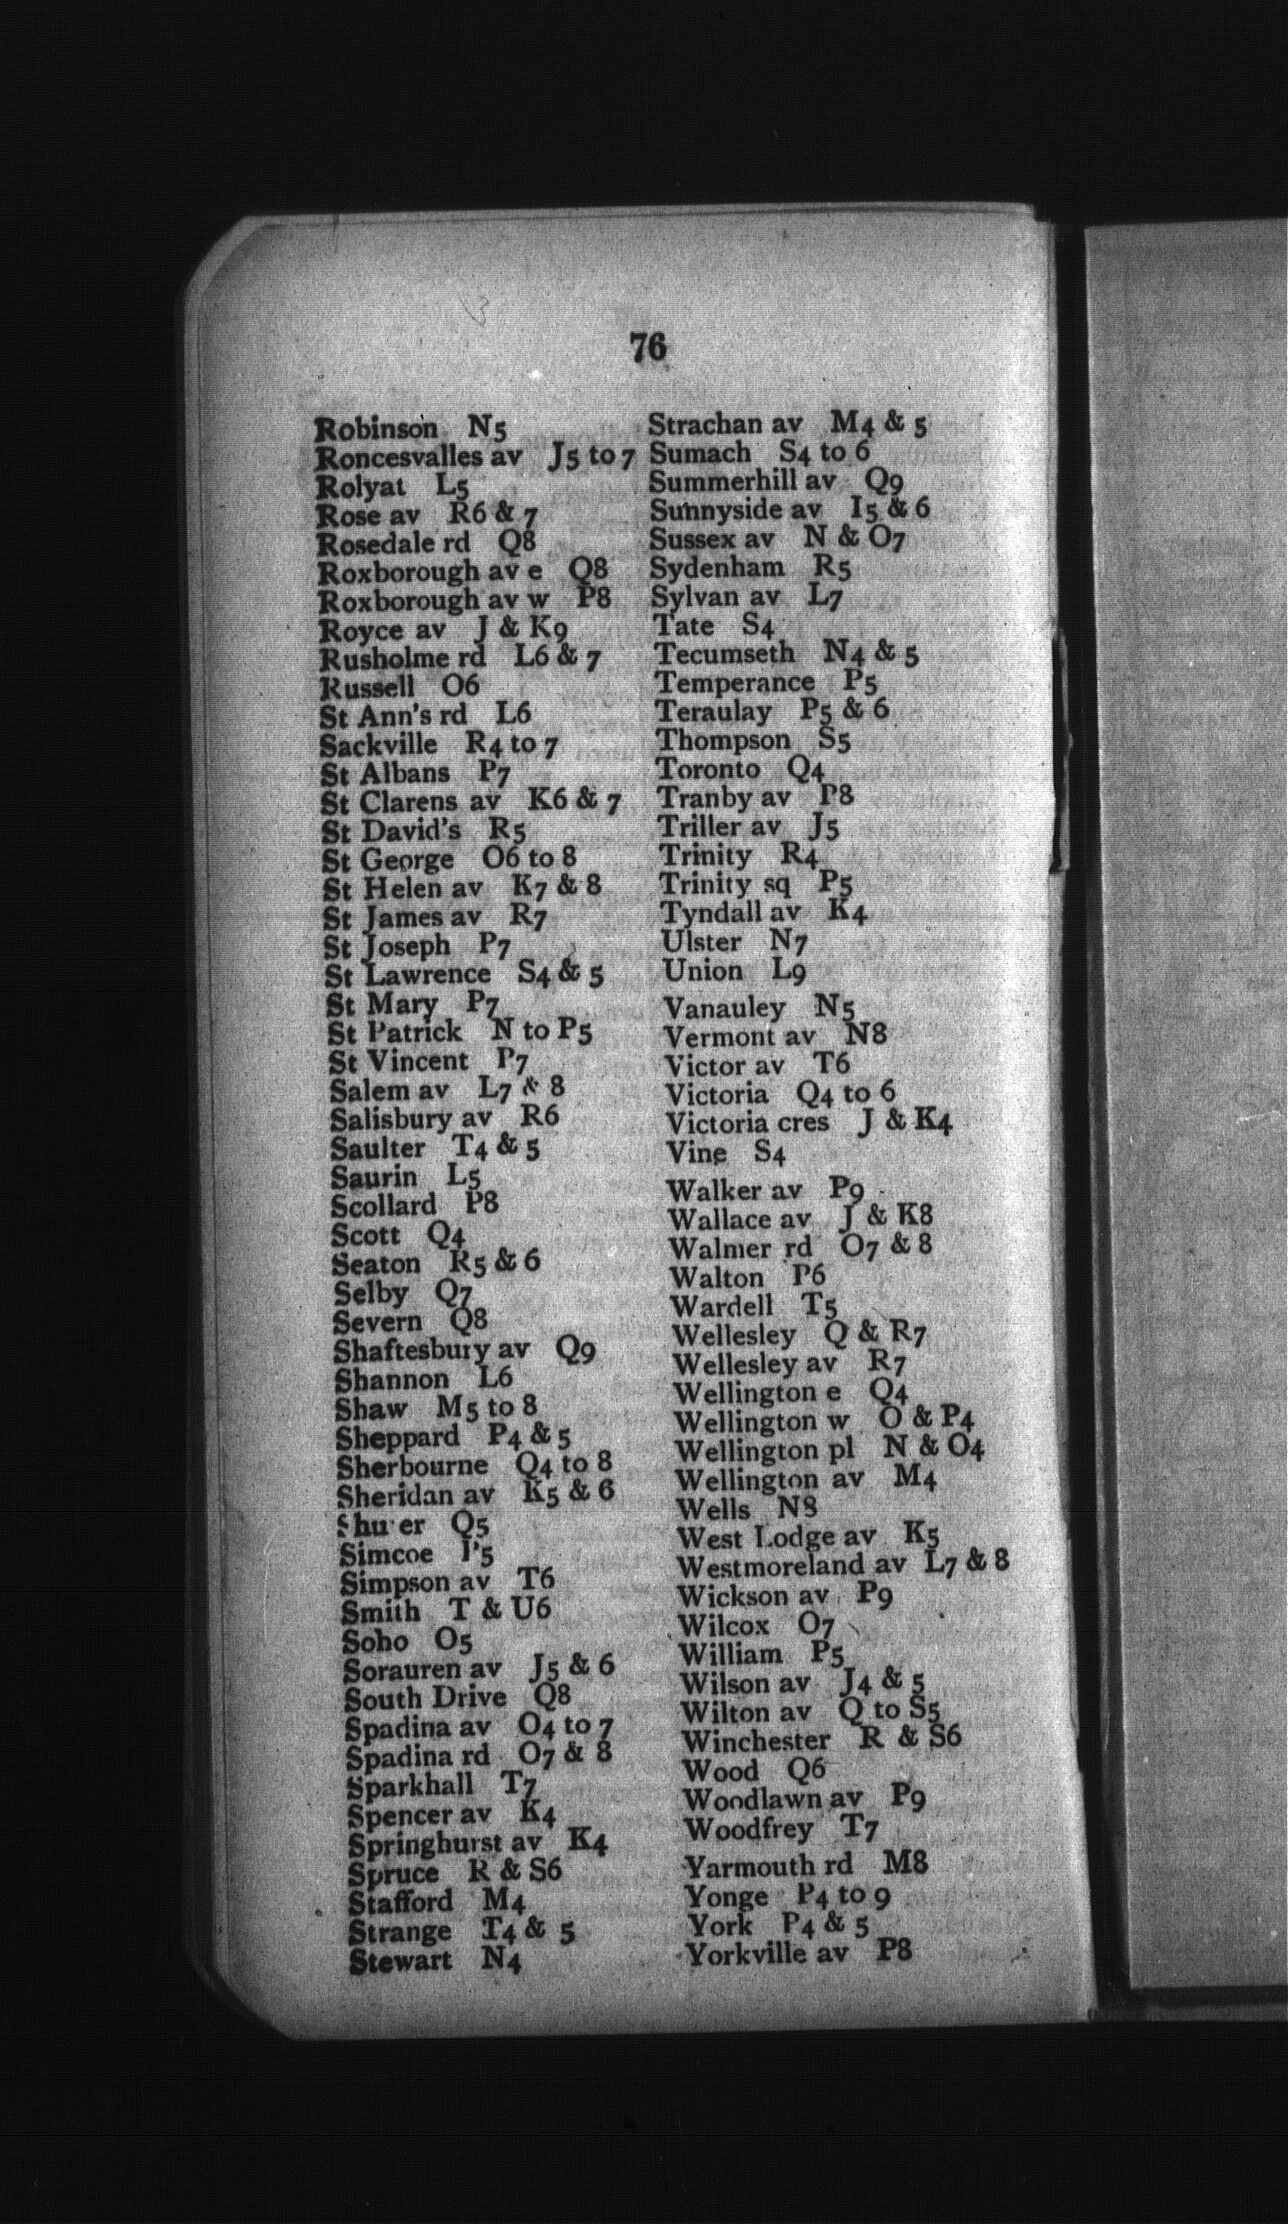 76
Robinson N5
Roncesvalles av J5 to 7
Rolyat L5
Rose av R6 & 7
Rosedale rd Q8
Roxborough av e Q8
Roxborough av w P8
Royce av J & K9
Rusholme rd L6 & 7
Russell O6
St Ann's rd L6
Sackville R4 to 7
St Albans P7
St Clarens av K6 & 7
St David's R5
St George O6 to 8
St Helen av K7 & 8
St James av R7
St Joseph P7
St Lawrence S4 & 5
St Mary P7
St Patrick N to P5
St Vincent P7
Salem av L7 & 8
Salisbury av R6
Saulter T4 & 5
Saurin L5
Scollard P8
Scott Q4
Seaton R5 & 6
Selby Q7
Severn Q8
Shaftesbury av Q9
Shannon L6
Shaw M5 to 8
Sheppard P4 & 5
Sherbourne Q4 to 8
Sheridan av K5 & 6
Q5
Simcoe P5
Simpson av T6
Smith T & U6
Soho O5
Sorauren av J5 & 6
South Drive Q8
Spadina av O4 to 7
Spadina rd O7 & 8
Sparkhall T7
Spencer av K4
Springhurst av K4
Spruce R & S6
Stafford M4
Strange T4 & 5
Stewart N4
Strachan av M4 & 5
Sumach S4 to 6
Summerhill av Q9
Sunnyside av I5 & 6
Sussex av N & O7
Sydenham R5
Sylvan av L7
Tate S4
Tecumseth N4 & 5
Temperance P5
Teraulay P5 & 6
Thompson S5
Toronto Q4
Tranby av P8
Triller av J5
Trinity R4
Trinity sq P5
Tyndall av K4
Ulster N7
Union L9
Vanauley N5
Vermont av N8
Victor av T6
Victoria Q4 to 6
Victoria cres J & K4
Vine S4
Walker av P9
Wallace av J & K8
Walmer rd O7 & 8
Walton P6
Wardell T5
Wellesley Q & R7
Wellesley av R7
Wellington e Q4
Wellington w O & P4
Wellington pl N & O4
Wellington av M4
Wells N8
West Lodge av K5
Westmoreland av L7 & 8
Wickson av P9
Wilcox O7
William P5
Wilson av J4 & 5
Wilton av Q to S5
Winchester R & S6
Wood Q6
Woodlawn av P9
Woodfrey T7
Yarmouth rd M8
Yonge P4 to 9
York P4 & 5
Yorkville av P8